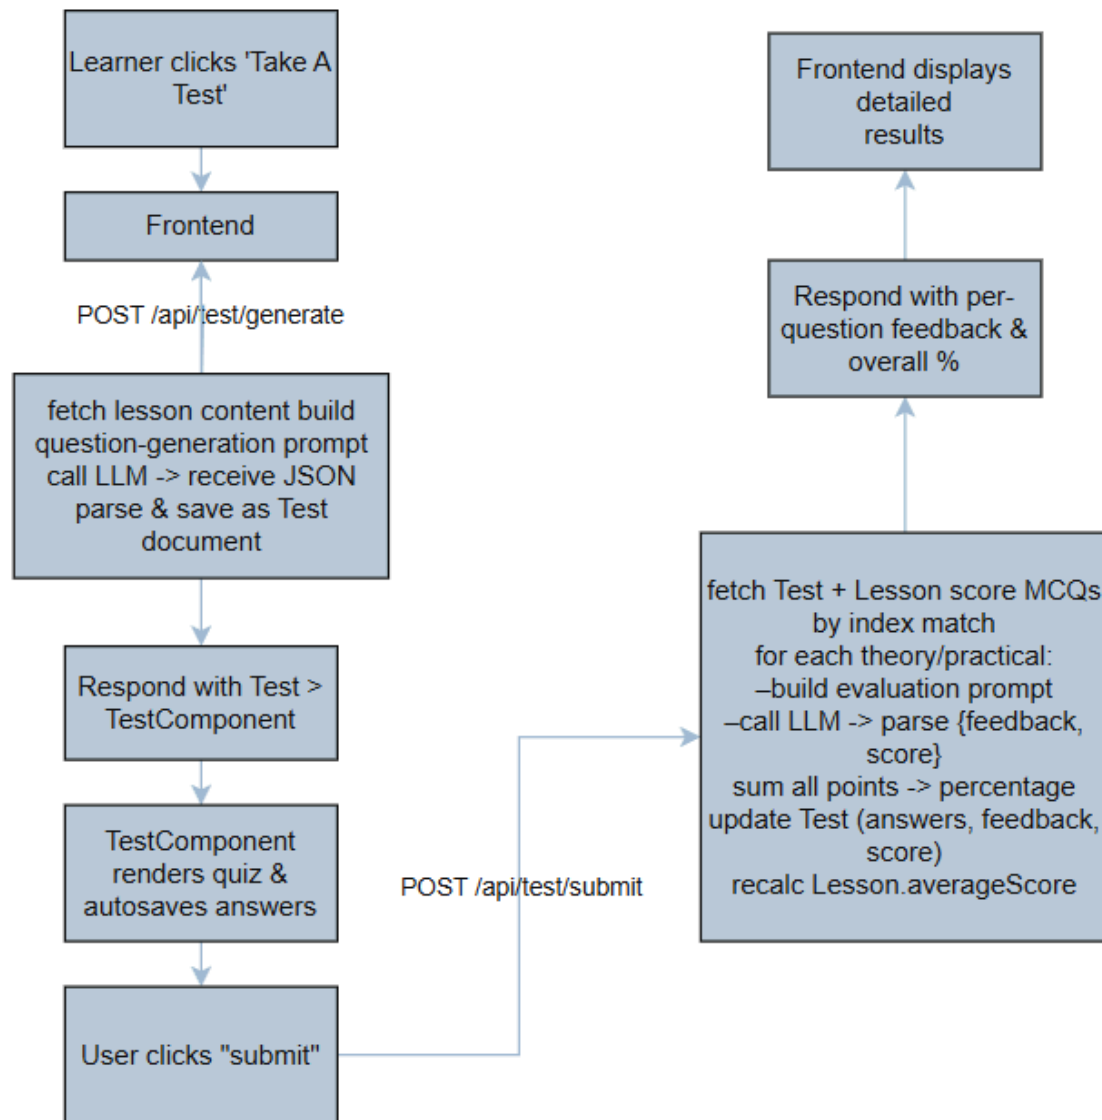 Learner clicks 'Take A
Test'
Frontend
POST /api/test/generate
fetch lesson content build
question-generation prompt
call LLM -> receive JSON
parse & save as Test
document
Respond with Test >
TestComponent
TestComponent
renders quiz &
autosaves answers
User clicks "submit"
POST /api/test/submit
fetch Test + Lesson score MCQs
by index match
for each theory/practical:
–build evaluation prompt
–call LLM -> parse {feedback,
score}
sum all points -> percentage
update Test (answers, feedback,
score)
recalc Lesson.averageScore
Respond with per-
question feedback &
overall %
Frontend displays
detailed
results